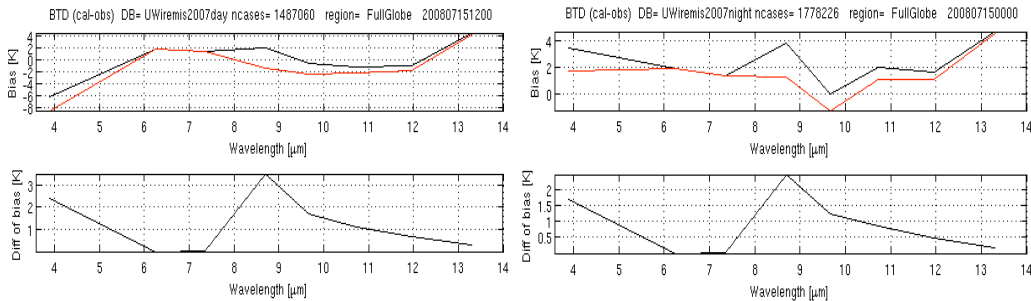 BTD (cal-obs) DB= UWiremis2007day ncases= 1487060 region= FullGlobe 200807151200
Bias [K]
4
2
0
-2
-4
-6
-8
4 5 6 7 8 9 10 11 12 13 14
Wavelength [μm]
Diff of bias [K]
3
2
1
4 5 6 7 8 9 10 11 12 13 14
Wavelength [μm]
BTD (cal-obs) DB= UWiremis2007night ncases= 1778226 region= FullGlobe 200807150000
Bias [K]
4
2
0
4 5 6 7 8 9 10 11 12 13 14
Wavelength [μm]
Diff of bias [K]
2
1.5
1
0.5
4 5 6 7 8 9 10 11 12 13 14
Wavelength [μm]